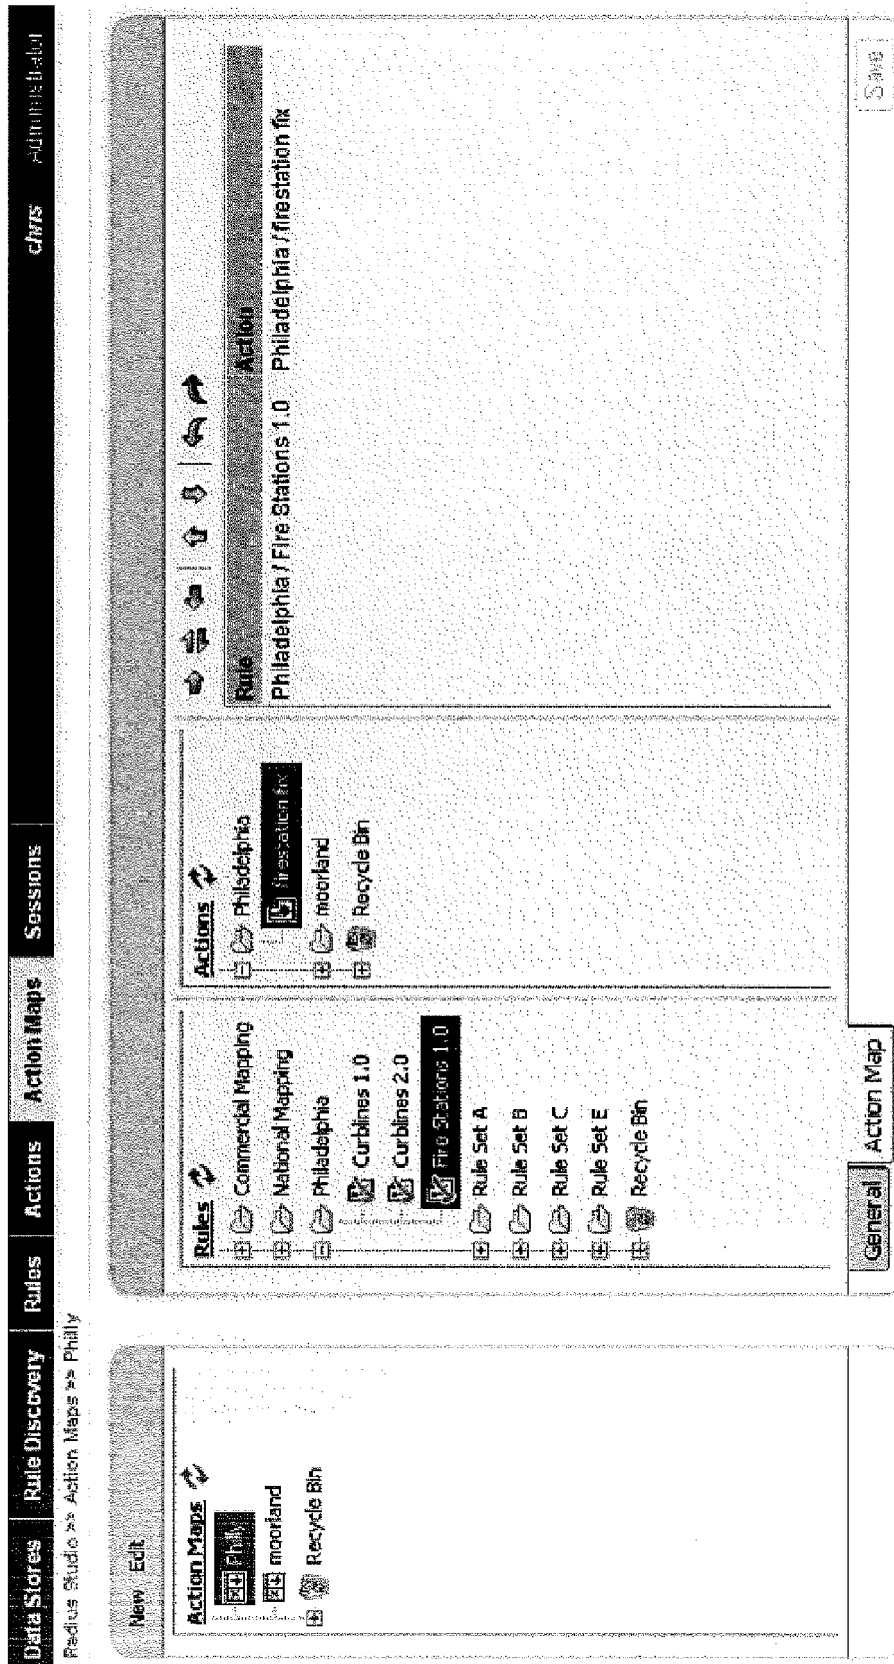 Data Stores Rule Discovery Rules Actions Action Maps Sessions chris Administrator
Radius Studio >> Action Maps >> Philly
New Edit
Action Maps
Philly
moorland
Recycle Bin
Rules
Commercial Mapping
National Mapping
Philadelphia
Curblines 1.0
Curblines 2.0
Fire Stations 1.0
Rule Set A
Rule Set B
Rule Set C
Rule Set E
Recycle Bin
Actions
Philadelphia
firestation fix
moorland
Recycle Bin
Rule Action
Philadelphia / Fire Stations 1.0 Philadelphia / firestation fix
General Action Map
Save